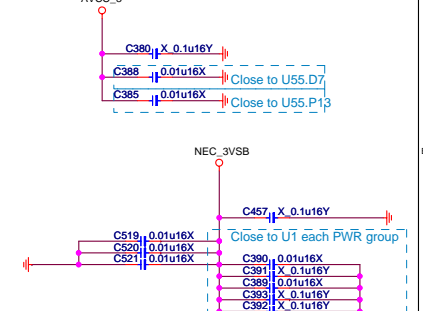 C380 X_0.1u16Y
C388 0.01u16X Close to U55.D7
C385 0.01u16X Close to U55.P13
NEC_3VSB
C457 X_0.1u16Y
Close to U1 each PWR group
C519 0.01u16X
C520 0.01u16X
C521 0.01u16X
C390 0.01u16X
C391 X_0.1u16Y
C389 0.01u16X
C393 X_0.1u16Y
C392 X_0.1u16Y